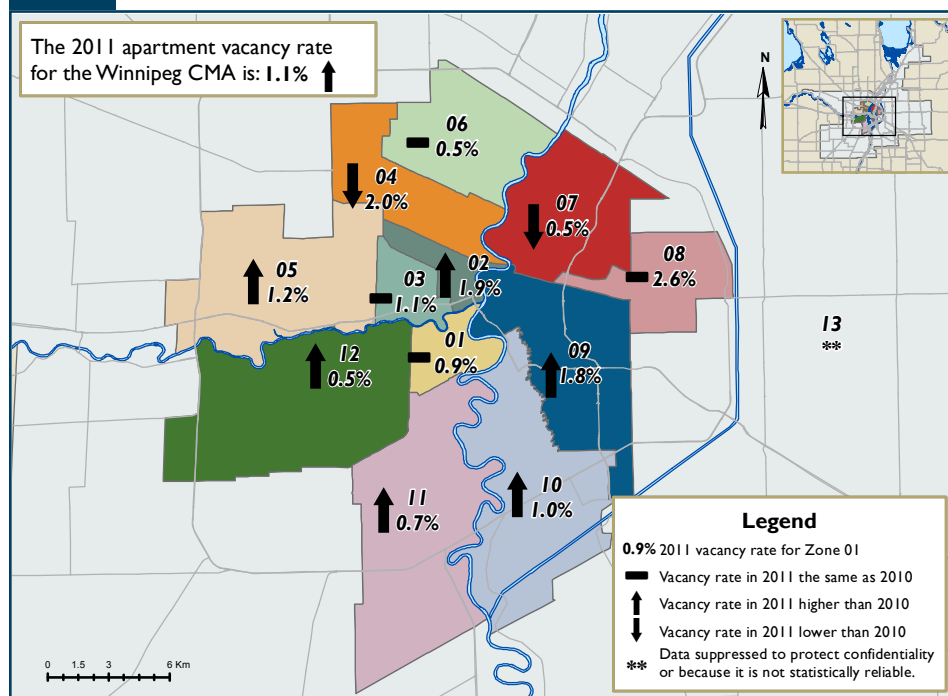 The 2011 apartment vacancy rate
for the Winnipeg CMA is: 1.1%
N
06
0.5%
04
2.0%
07
0.5%
08
2.6%
05
1.2%
03
1.1%
02
1.9%
13
**
12
0.5%
01
0.9%
09
1.8%
11
0.7%
10
1.0%
Legend
0.9% 2011 vacancy rate for Zone 01
Vacancy rate in 2011 the same as 2010
Vacancy rate in 2011 higher than 2010
Vacancy rate in 2011 lower than 2010
** Data suppressed to protect confidentiality
or because it is not statistically reliable.
0 1.5 3 6 Km